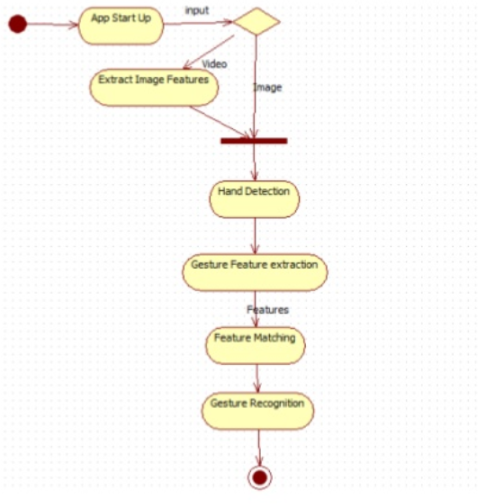 App Start Up
input
Video
Extract Image Features
Image
Hand Detection
Gesture Feature extraction
Features
Feature Matching
Gesture Recognition